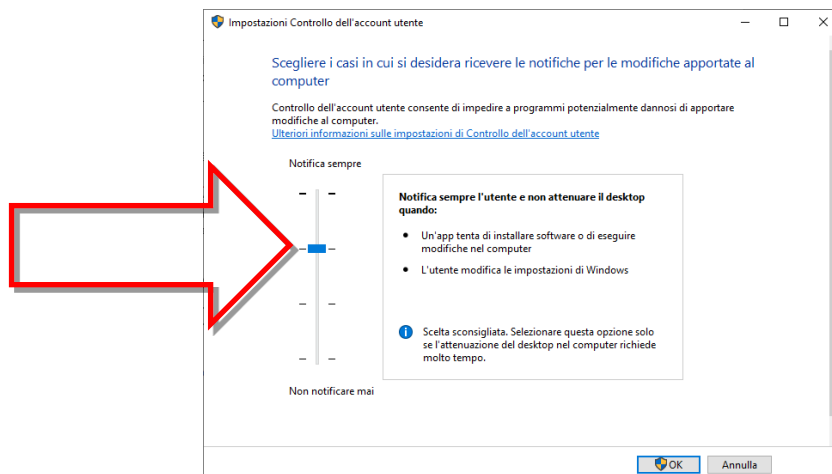 Impostazioni Controllo dell'account utente
Scegliere i casi in cui si desidera ricevere le notifiche per le modifiche apportate al
computer
Controllo dell'account utente consente di impedire a programmi potenzialmente dannosi di apportare
modifiche al computer.
Ulteriori informazioni sulle impostazioni di Controllo dell'account utente
Notifica sempre
Notifica sempre l'utente e non attenuare il desktop
quando:
Un'app tenta di installare software o di eseguire
modifiche nel computer
L'utente modifica le impostazioni di Windows
Scelta sconsigliata. Selezionare questa opzione solo
se l'attenuazione del desktop nel computer richiede
molto tempo.
Non notificare mai
OK
Annulla